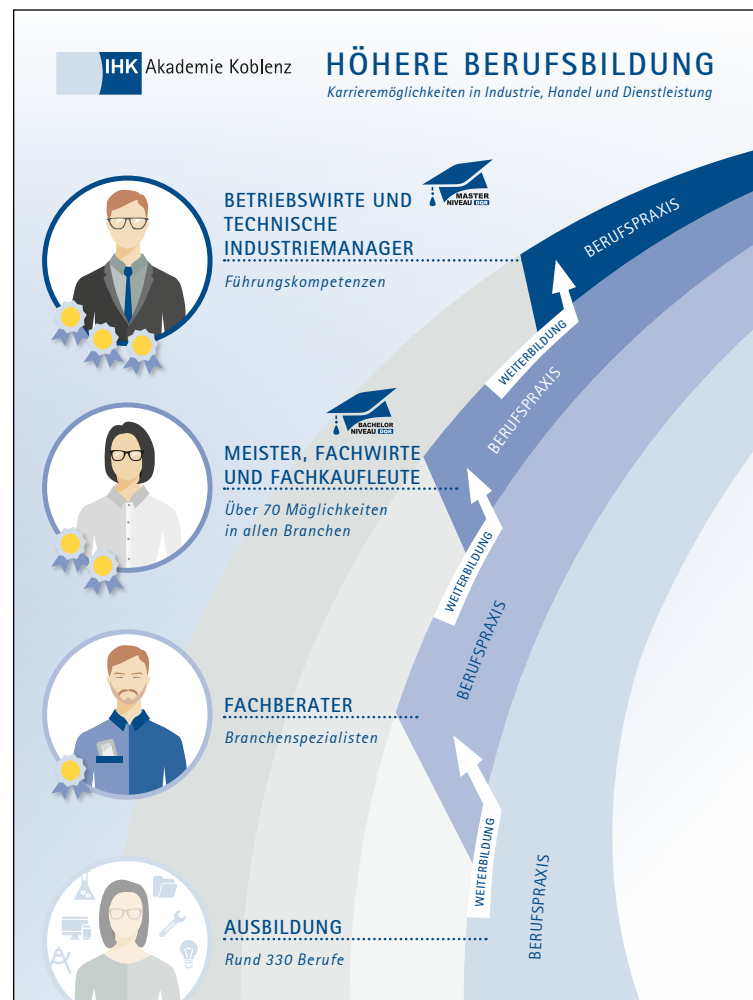 IHK Akademie Koblenz
HÖHERE BERUFSBILDUNG
Karrieremöglichkeiten in Industrie, Handel und Dienstleistung
MASTER
NIVEAU DQR
BETRIEBSWIRTE UND
TECHNISCHE
INDUSTRIEMANAGER
Führungskompetenzen
BERUFSPRAXIS
WEITERBILDUNG
BERUFSPRAXIS
BACHELOR
NIVEAU DQR
MEISTER, FACHWIRTE
UND FACHKAUFLEUTE
Über 70 Möglichkeiten
in allen Branchen
WEITERBILDUNG
BERUFSPRAXIS
FACHBERATER
Branchenspezialisten
WEITERBILDUNG
BERUFSPRAXIS
AUSBILDUNG
Rund 330 Berufe